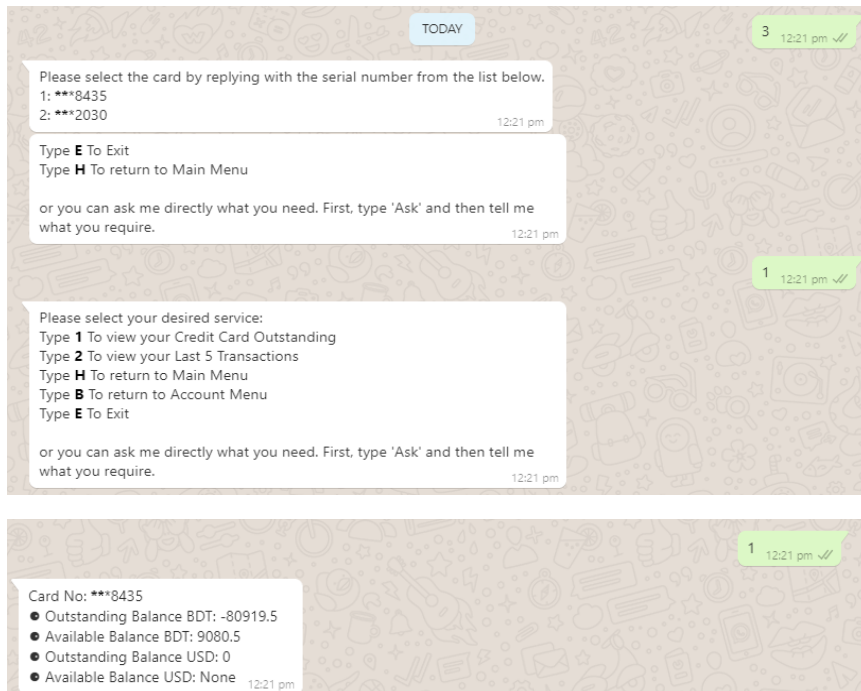 TODAY
3 12:21 pm
Please select the card by replying with the serial number from the list below.
1: ***8435
2: ***2030
12:21 pm
Type E To Exit
Type H To return to Main Menu
or you can ask me directly what you need. First, type 'Ask' and then tell me
what you require.
12:21 pm
1 12:21 pm
Please select your desired service:
Type 1 To view your Credit Card Outstanding
Type 2 To view your Last 5 Transactions
Type H To return to Main Menu
Type B To return to Account Menu
Type E To Exit
or you can ask me directly what you need. First, type 'Ask' and then tell me
what you require.
12:21 pm
1 12:21 pm
Card No: ***8435
• Outstanding Balance BDT: -80919.5
• Available Balance BDT: 9080.5
• Outstanding Balance USD: 0
• Available Balance USD: None
12:21 pm